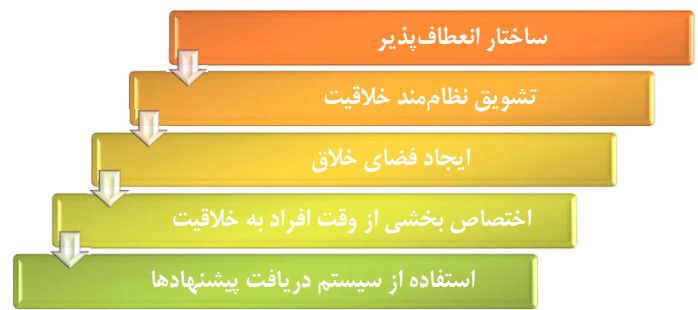 ساختار انعطاف‌پذیر
تشویق نظام‌مند خلاقیت
ایجاد فضای خلاق
اختصاص بخشی از وقت افراد به خلاقیت
استفاده از سیستم دریافت پیشنهادها